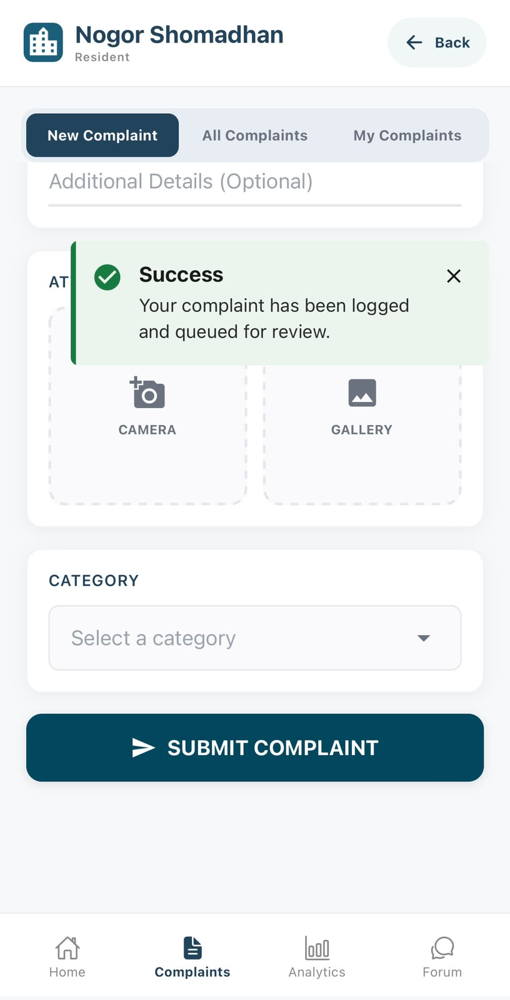 Nogor Shomadhan
Resident
Back
New Complaint
All Complaints
My Complaints
Additional Details (Optional)
AT
Success
Your complaint has been logged
and queued for review.
CAMERA
GALLERY
CATEGORY
Select a category
SUBMIT COMPLAINT
Home
Complaints
Analytics
Forum